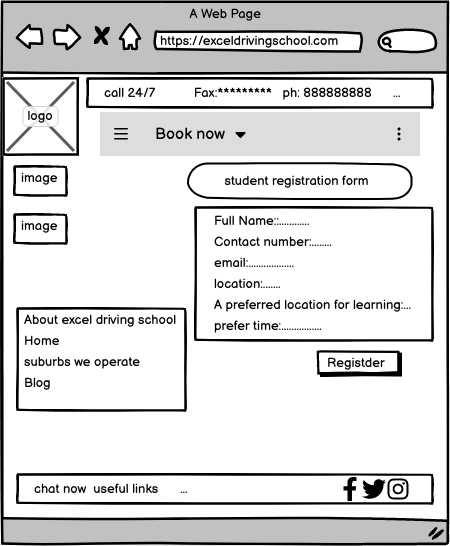 A Web Page
https://exceldrivingschool.com
call 24/7 Fax:********* ph: 888888888 ...
logo
Book now
image
student registration form
image
Full Name::............
Contact number:........
email:..................
location:.......
A preferred location for learning:...
prefer time:................
About excel driving school
Home
suburbs we operate
Blog
Registder
chat now useful links ...